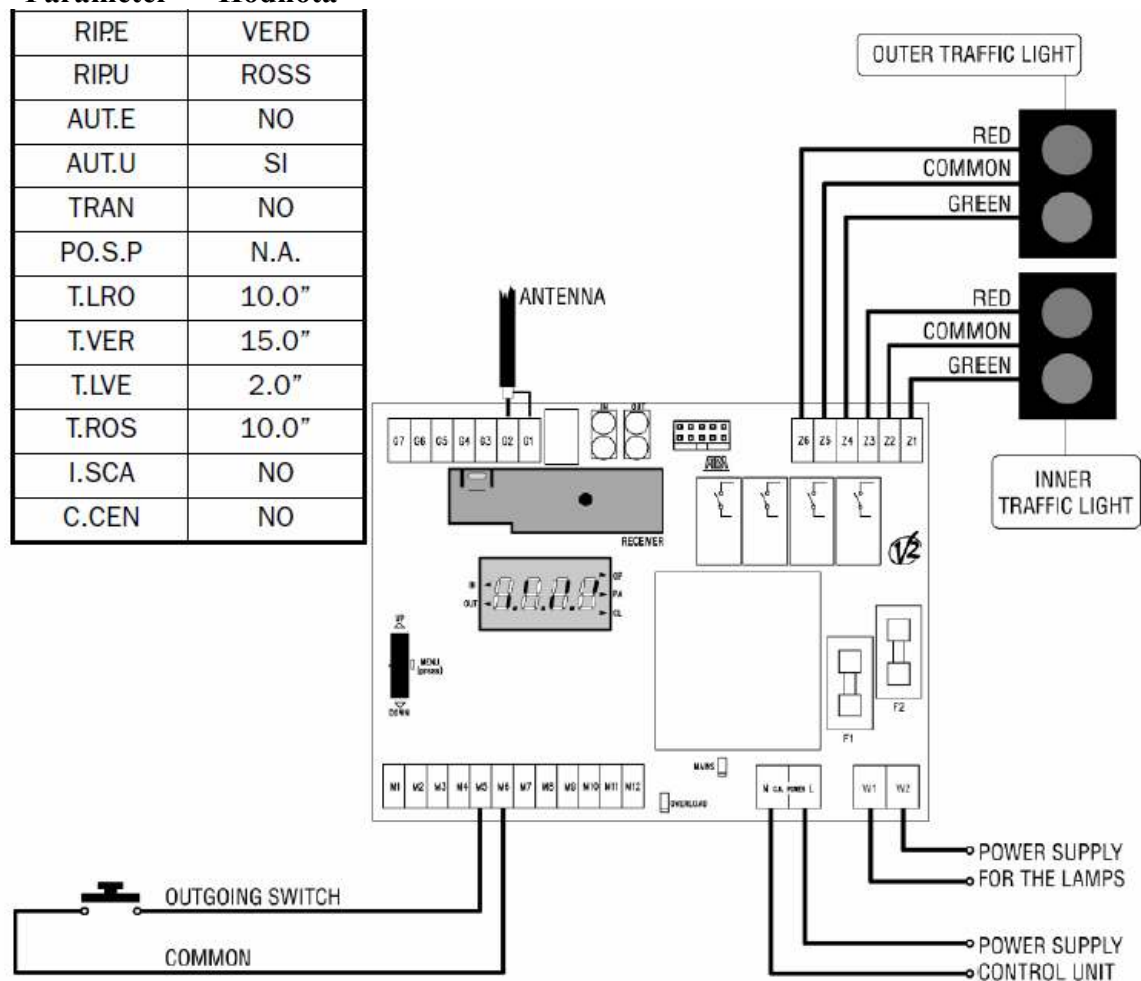 Parameter Hodnota
RIP.E VERD
RIP.U ROSS
AUT.E NO
AUT.U SI
TRAN NO
PO.S.P N.A.
T.LRO 10.0”
T.VER 15.0”
T.LVE 2.0”
T.ROS 10.0”
I.SCA NO
C.CEN NO
OUTER TRAFFIC LIGHT
RED
COMMON
GREEN
RED
COMMON
GREEN
INNER
TRAFFIC LIGHT
ANTENNA
G7 G6 G5 G4 G3 G2 G1
IN OUT
Z6 Z5 Z4 Z3 Z2 Z1
RECEIVER
V2
IN
OUT
OP
PA
CL
UP
MENU
(press)
DOWN
F1
F2
MAINS
OVERLOAD
M1 M2 M3 M4 M5 M6 M7 M8 M9 M10 M11 M12
N C.U. POWER L
W1 W2
OUTGOING SWITCH
COMMON
POWER SUPPLY
FOR THE LAMPS
POWER SUPPLY
CONTROL UNIT